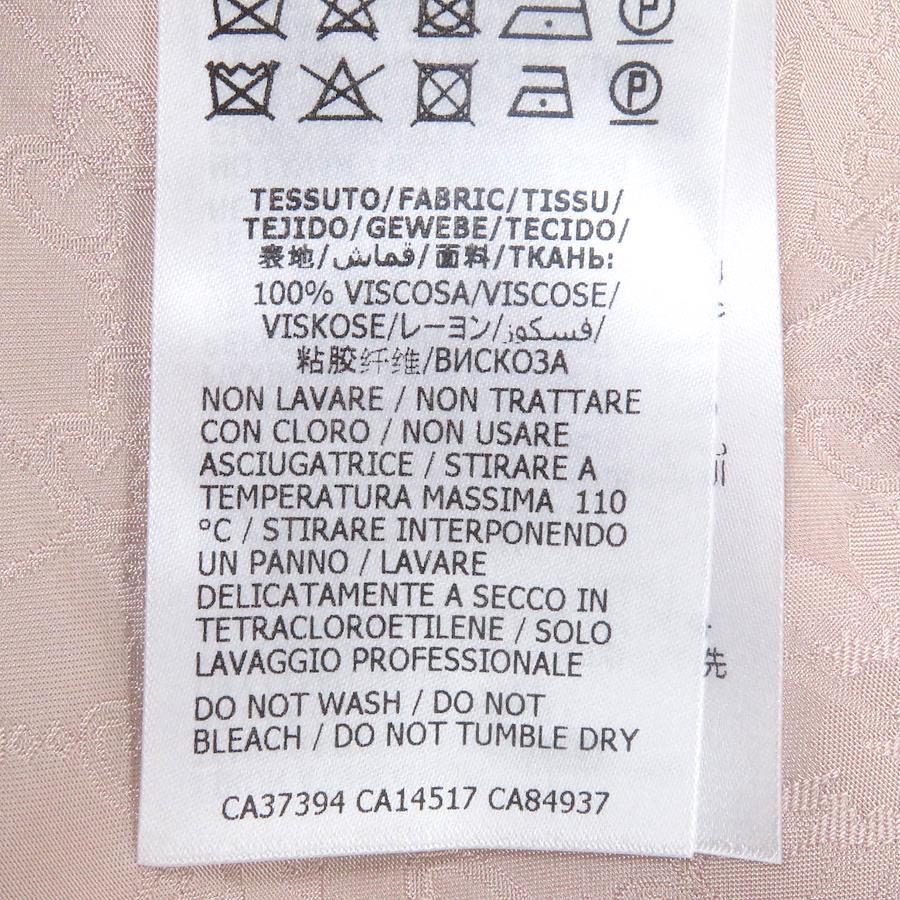 P
P
TESSUTO/FABRIC/TISSU/
TEJIDO/GEWEBE/TECIDO/
表地/قماش/面料/ТКАНЬ:
100% VISCOSA/VISCOSE/
VISKOSE/レーヨン/فسكوز/
粘胶纤维/ВИСКОЗА
NON LAVARE / NON TRATTARE
CON CLORO / NON USARE
ASCIUGATRICE / STIRARE A
TEMPERATURA MASSIMA 110
°C / STIRARE INTERPONENDO
UN PANNO / LAVARE
DELICATAMENTE A SECCO IN
TETRACLOROETILENE / SOLO
LAVAGGIO PROFESSIONALE
DO NOT WASH / DO NOT
BLEACH / DO NOT TUMBLE DRY
CA37394 CA14517 CA84937
先